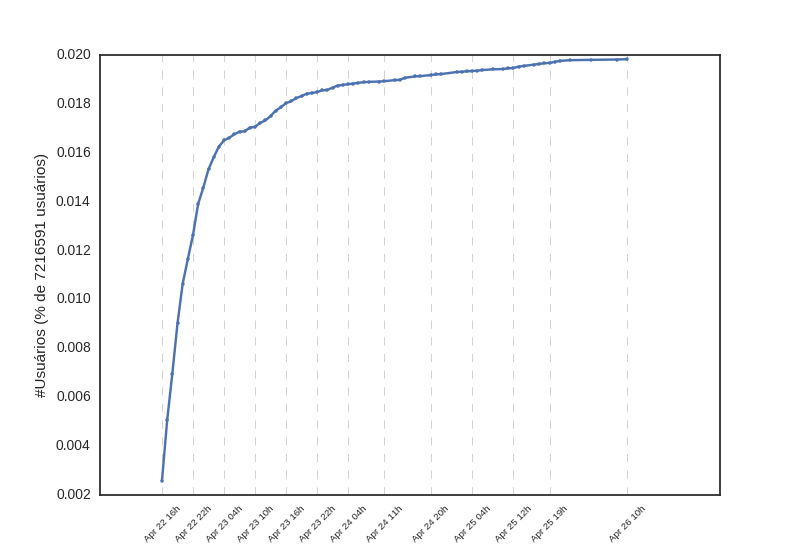 0.020
0.018
0.016
0.014
0.012
0.010
0.008
0.006
0.004
0.002
#Usuários (% de 7216591 usuários)
Apr 22 16h
Apr 22 22h
Apr 23 04h
Apr 23 10h
Apr 23 16h
Apr 23 22h
Apr 24 04h
Apr 24 11h
Apr 24 20h
Apr 25 04h
Apr 25 12h
Apr 25 19h
Apr 26 10h